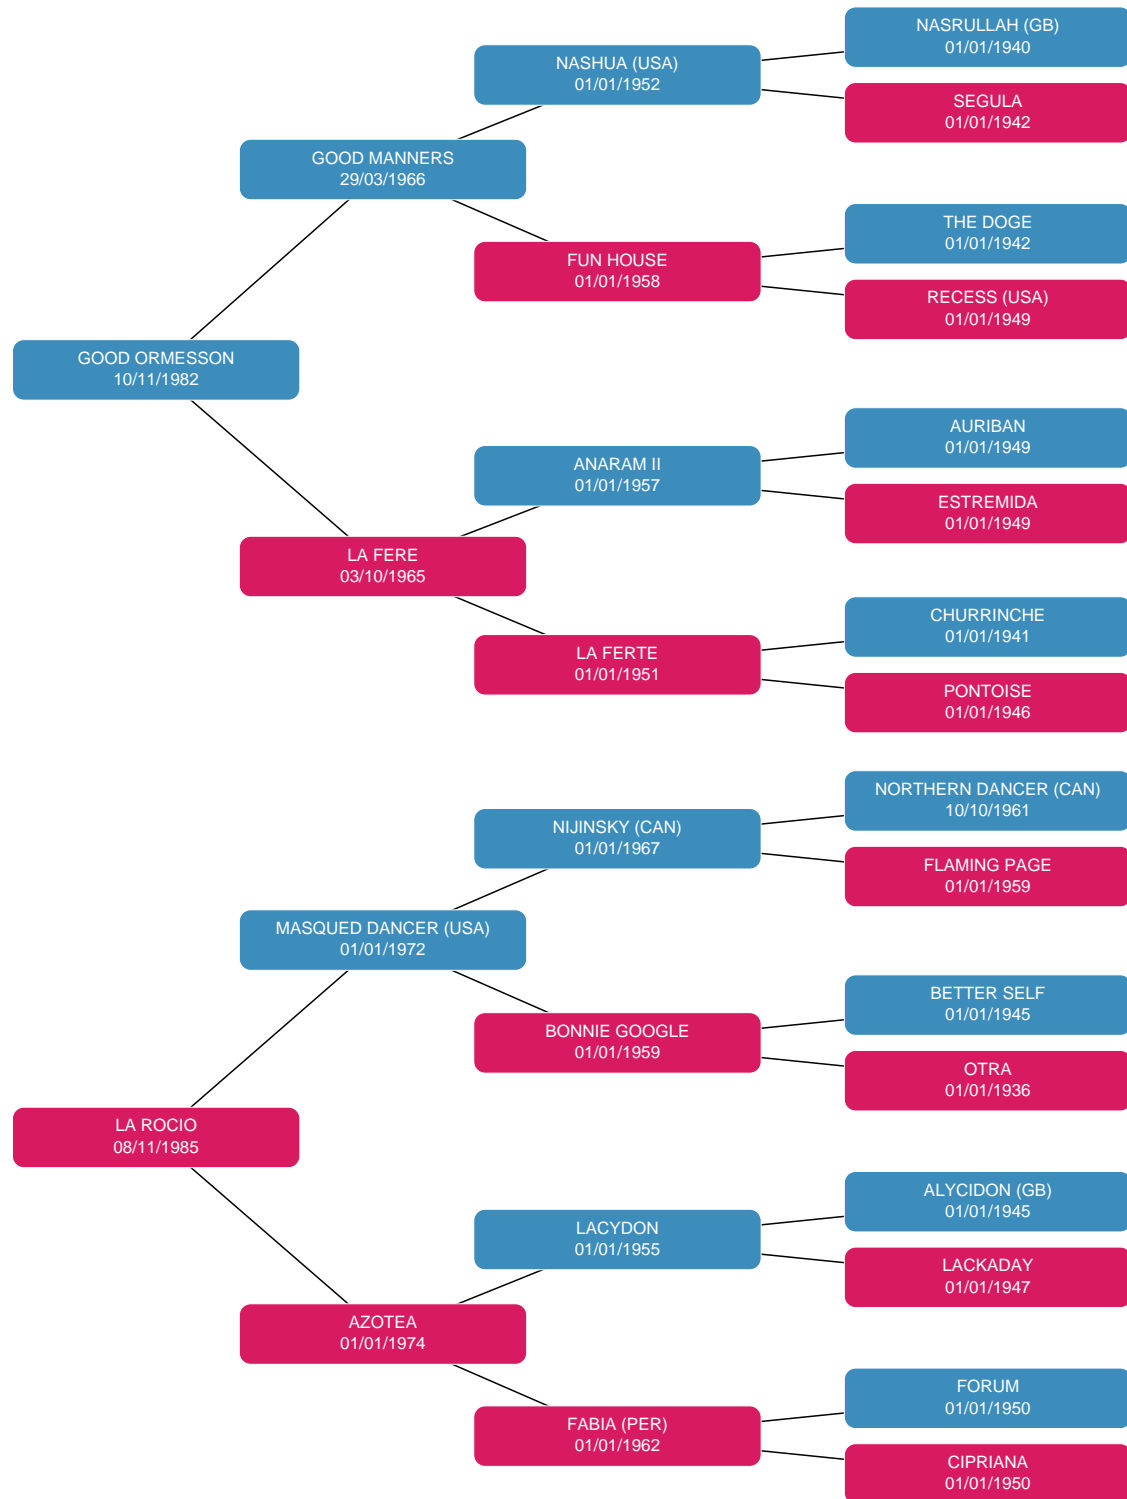 NASRULLAH (GB)
01/01/1940
NASHUA (USA)
01/01/1952
SEGULA
01/01/1942
GOOD MANNERS
29/03/1966
THE DOGE
01/01/1942
FUN HOUSE
01/01/1958
RECESS (USA)
01/01/1949
GOOD ORMESSON
10/11/1982
AURIBAN
01/01/1949
ANARAM II
01/01/1957
ESTREMIDA
01/01/1949
LA FERE
03/10/1965
CHURRINCHE
01/01/1941
LA FERTE
01/01/1951
PONTOISE
01/01/1946
NORTHERN DANCER (CAN)
10/10/1961
NIJINSKY (CAN)
01/01/1967
FLAMING PAGE
01/01/1959
MASQUED DANCER (USA)
01/01/1972
BETTER SELF
01/01/1945
BONNIE GOOGLE
01/01/1959
OTRA
01/01/1936
LA ROCIO
08/11/1985
ALYCIDON (GB)
01/01/1945
LACYDON
01/01/1955
LACKADAY
01/01/1947
AZOTEA
01/01/1974
FORUM
01/01/1950
FABIA (PER)
01/01/1962
CIPRIANA
01/01/1950